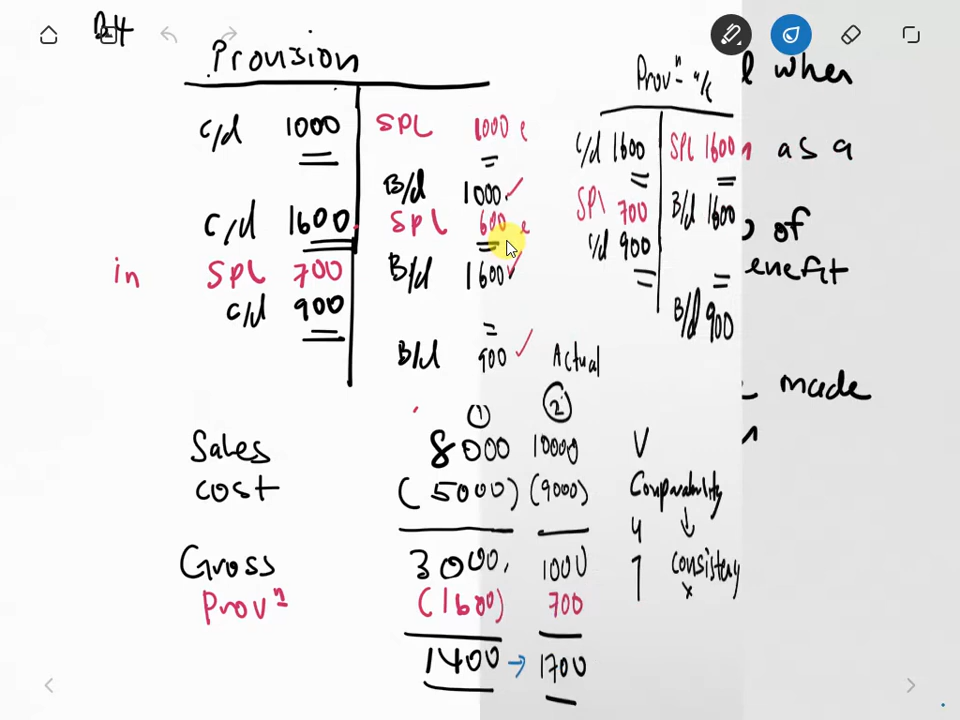 Provision
c/d 1000 SPL 1000 e
B/d 1000 ✓
c/d 1600 SPL 600 e
in SPL 700 B/d 1600 ✓
c/d 900
B/d 900 ✓
Provⁿ a/c
c/d 1600 SPL 1600
SPL 700 B/d 1600
c/d 900
B/d 900
when
as a
of
enefit
made
Actual
① ②
Sales 8000 10000
cost (5000) (9000)
Gross 3000 1000
Provⁿ (1600) 700
1400 → 1700
V
Comparability
↓
consistency
x